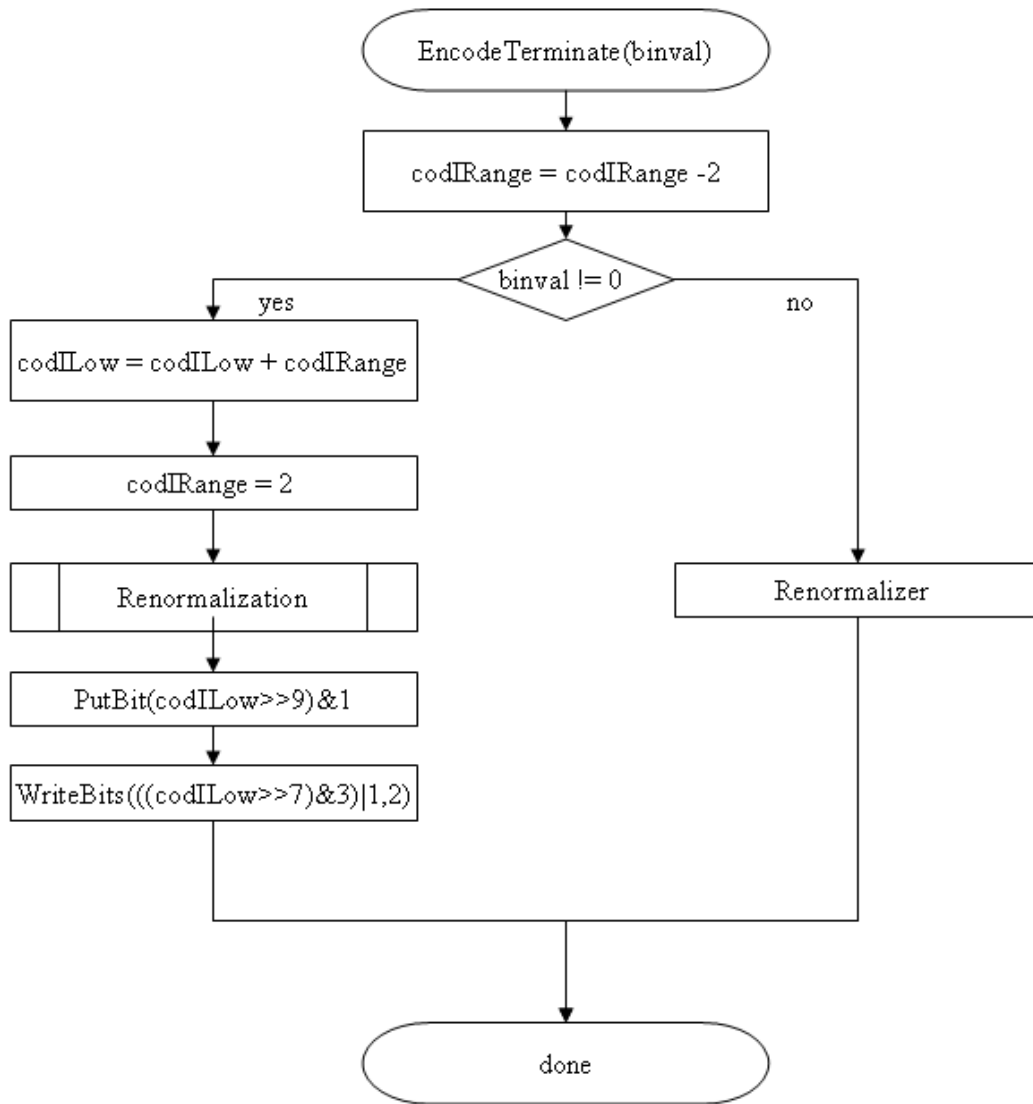 EncodeTerminate(binval)
codIRange = codIRange -2
binval != 0
yes
no
codILow = codILow + codIRange
codIRange = 2
Renormalization
Renormalizer
PutBit(codILow>>9)&1
WriteBits(((codILow>>7)&3)|1,2)
done